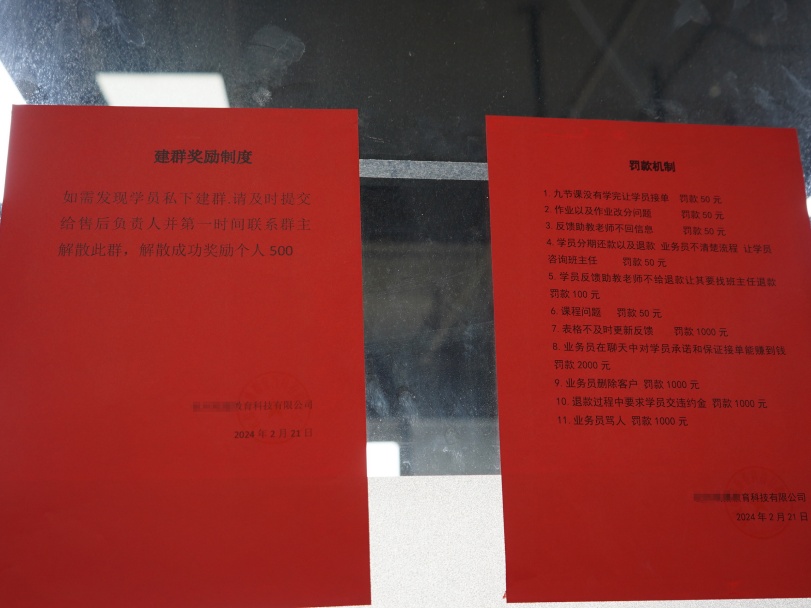 建群奖励制度
如需发现学员私下建群.请及时提交
给售后负责人并第一时间联系群主
解散此群，解散成功奖励个人 500
教育科技有限公司
2024 年 2 月 21 日
罚款机制
1. 九节课没有学完让学员接单 罚款 50 元
2. 作业以及作业改分问题 罚款 50 元
3. 反馈助教老师不回信息 罚款 50 元
4. 学员分期还款以及退款 业务员不清楚流程 让学员
咨询班主任 罚款 50 元
5. 学员反馈助教老师不给退款让其要找班主任退款
罚款 100 元
6. 课程问题 罚款 50 元
7. 表格不及时更新反馈 罚款 1000 元
8. 业务员在聊天中对学员承诺和保证接单能赚到钱
罚款 2000 元
9. 业务员删除客户 罚款 1000 元
10. 退款过程中要求学员交违约金 罚款 1000 元
11. 业务员骂人 罚款 1000 元
育科技有限公司
2024 年 2 月 21 日